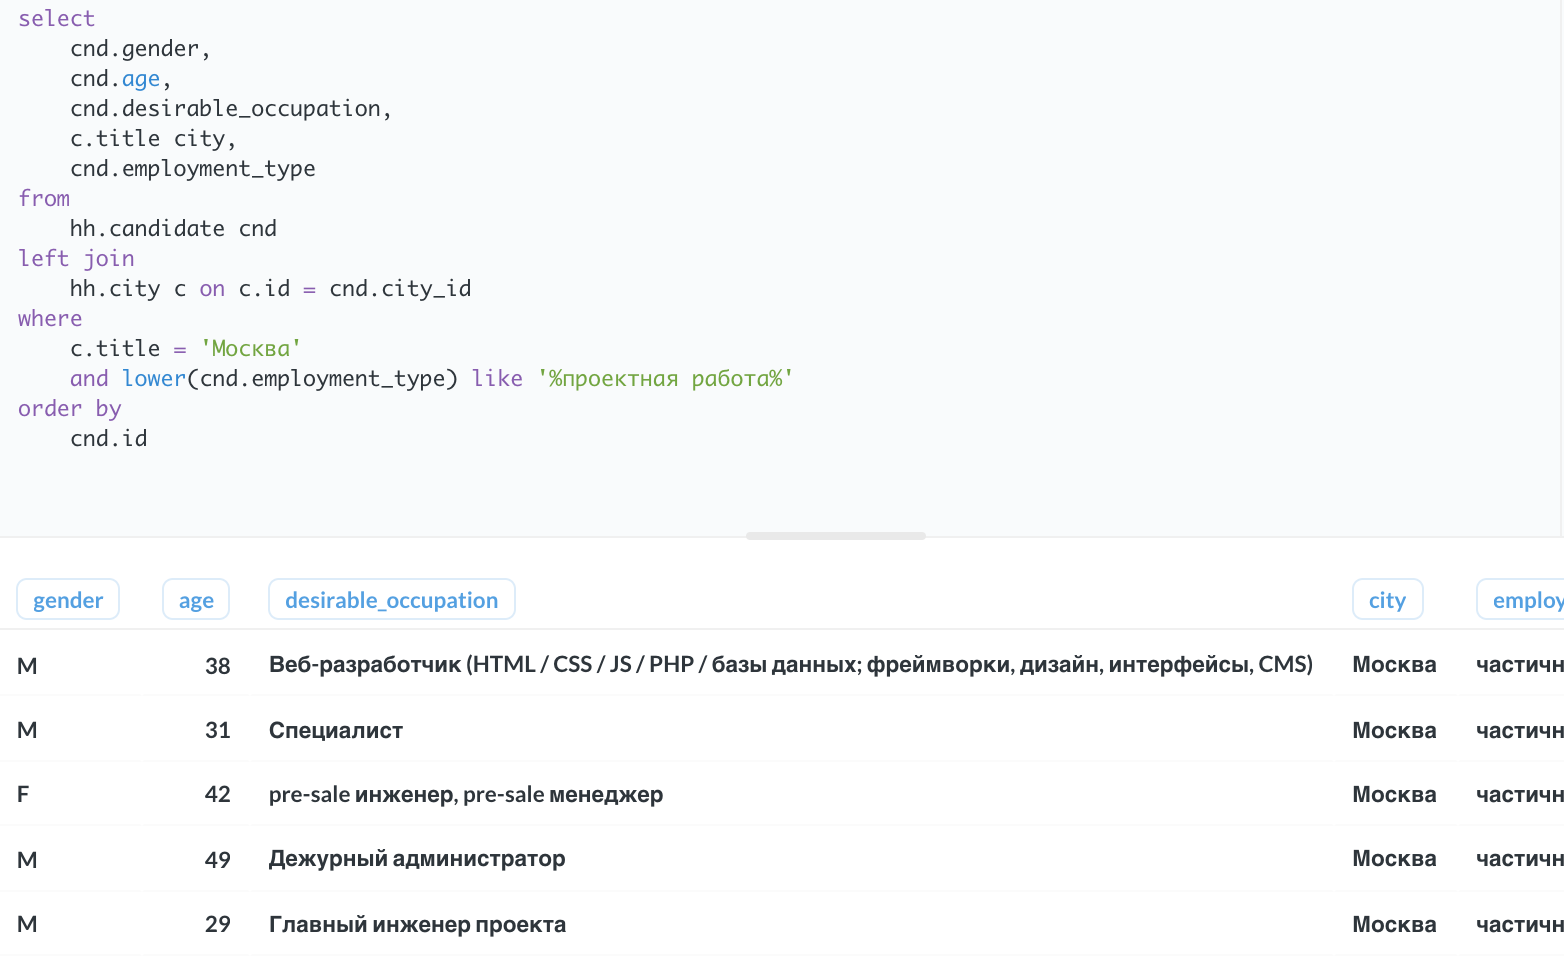 select
cnd.gender,
cnd.age,
cnd.desirable_occupation,
c.title city,
cnd.employment_type
from
hh.candidate cnd
left join
hh.city c on c.id = cnd.city_id
where
c.title = 'Москва'
and lower(cnd.employment_type) like '%проектная работа%'
order by
cnd.id
gender age desirable_occupation city employ
M 38 Веб-разработчик (HTML / CSS / JS / PHP / базы данных; фреймворки, дизайн, интерфейсы, CMS) Москва частичн
M 31 Специалист Москва частичн
F 42 pre-sale инженер, pre-sale менеджер Москва частичн
M 49 Дежурный администратор Москва частичн
M 29 Главный инженер проекта Москва частичн